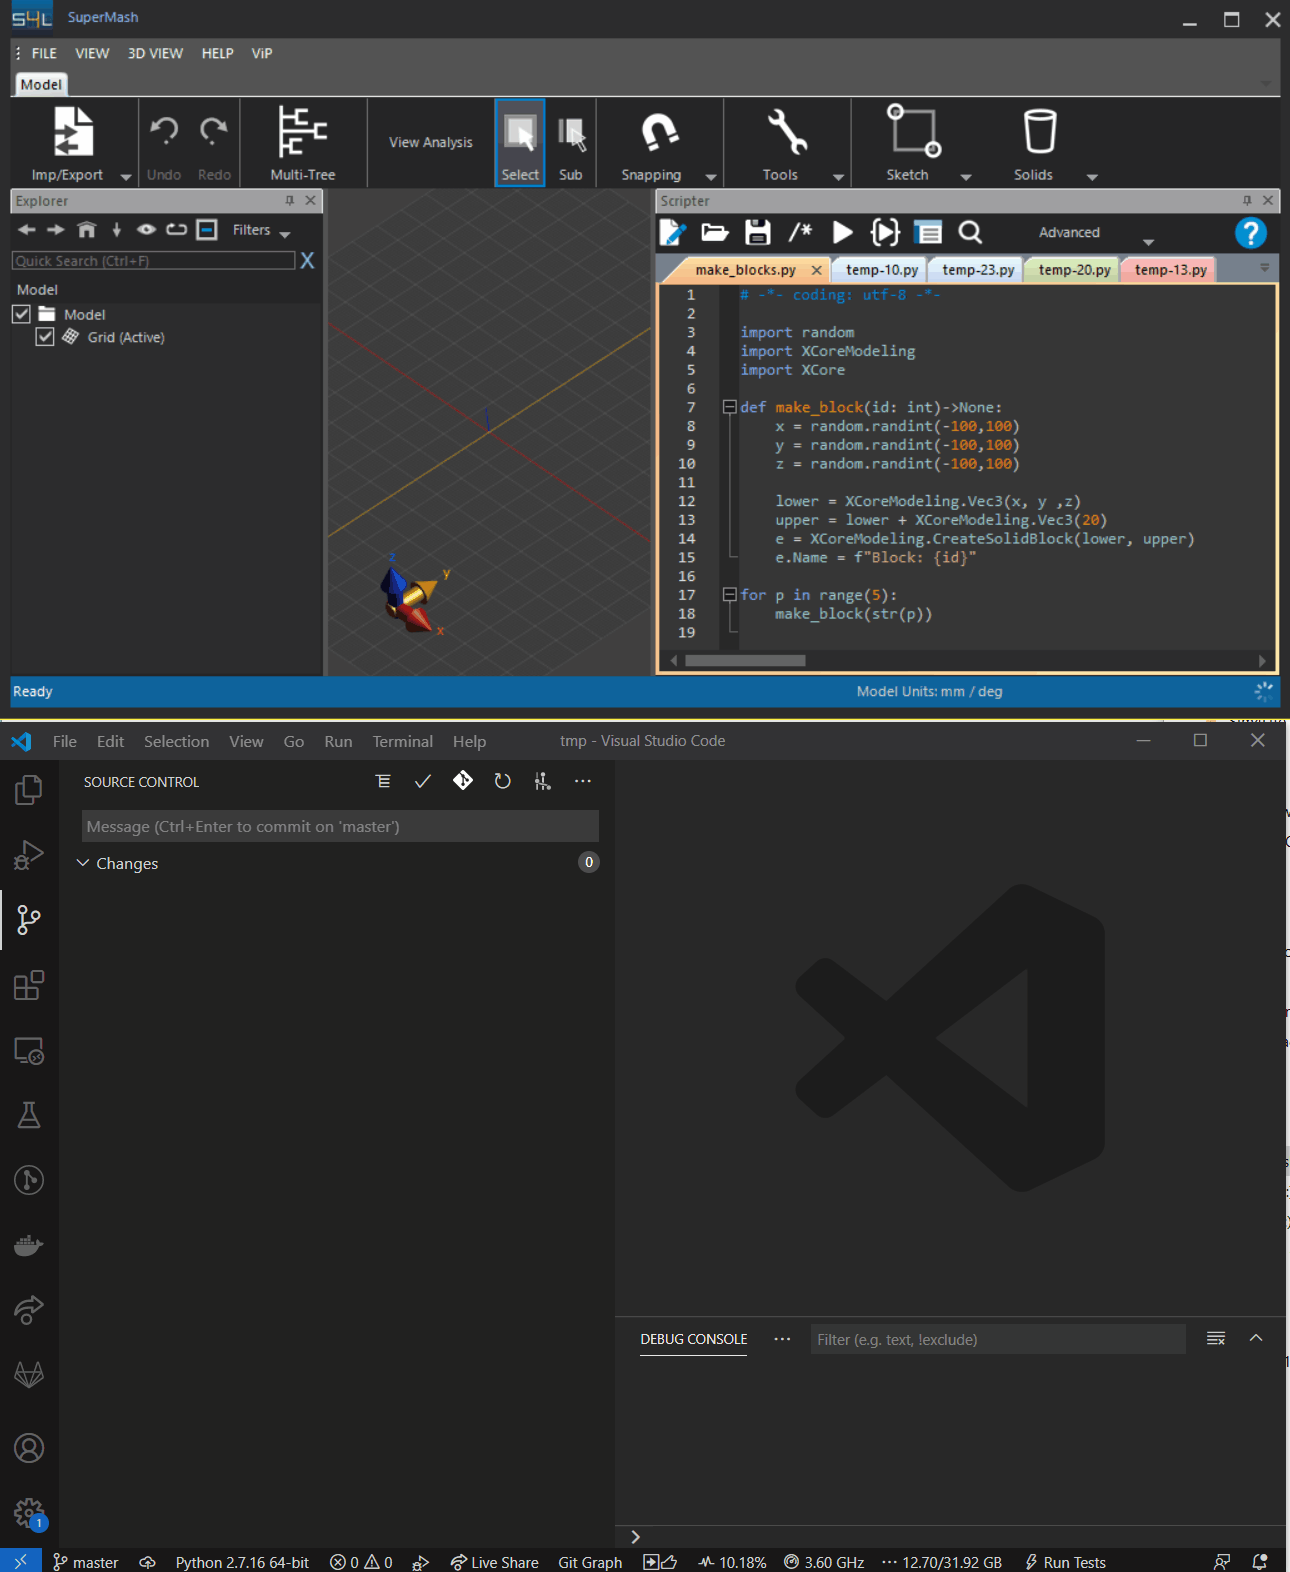 S4L SuperMash
FILE VIEW 3D VIEW HELP ViP
Model
Imp/Export Undo Redo Multi-Tree View Analysis Select Sub Snapping Tools Sketch Solids
Explorer
Filters
Quick Search (Ctrl+F) X
Model
Model
Grid (Active)
z
y
x
Scripter
/* Advanced ?
make_blocks.py temp-10.py temp-23.py temp-20.py temp-13.py
1 # -*- coding: utf-8 -*-
2
3 import random
4 import XCoreModeling
5 import XCore
6
7 def make_block(id: int)->None:
8 x = random.randint(-100,100)
9 y = random.randint(-100,100)
10 z = random.randint(-100,100)
11
12 lower = XCoreModeling.Vec3(x, y ,z)
13 upper = lower + XCoreModeling.Vec3(20)
14 e = XCoreModeling.CreateSolidBlock(lower, upper)
15 e.Name = f"Block: {id}"
16
17 for p in range(5):
18 make_block(str(p))
19
Ready Model Units: mm / deg
File Edit Selection View Go Run Terminal Help tmp - Visual Studio Code
SOURCE CONTROL
Message (Ctrl+Enter to commit on 'master')
Changes 0
DEBUG CONSOLE Filter (e.g. text, !exclude)
1
master Python 2.7.16 64-bit 0 0 Live Share Git Graph 10.18% 3.60 GHz 12.70/31.92 GB Run Tests